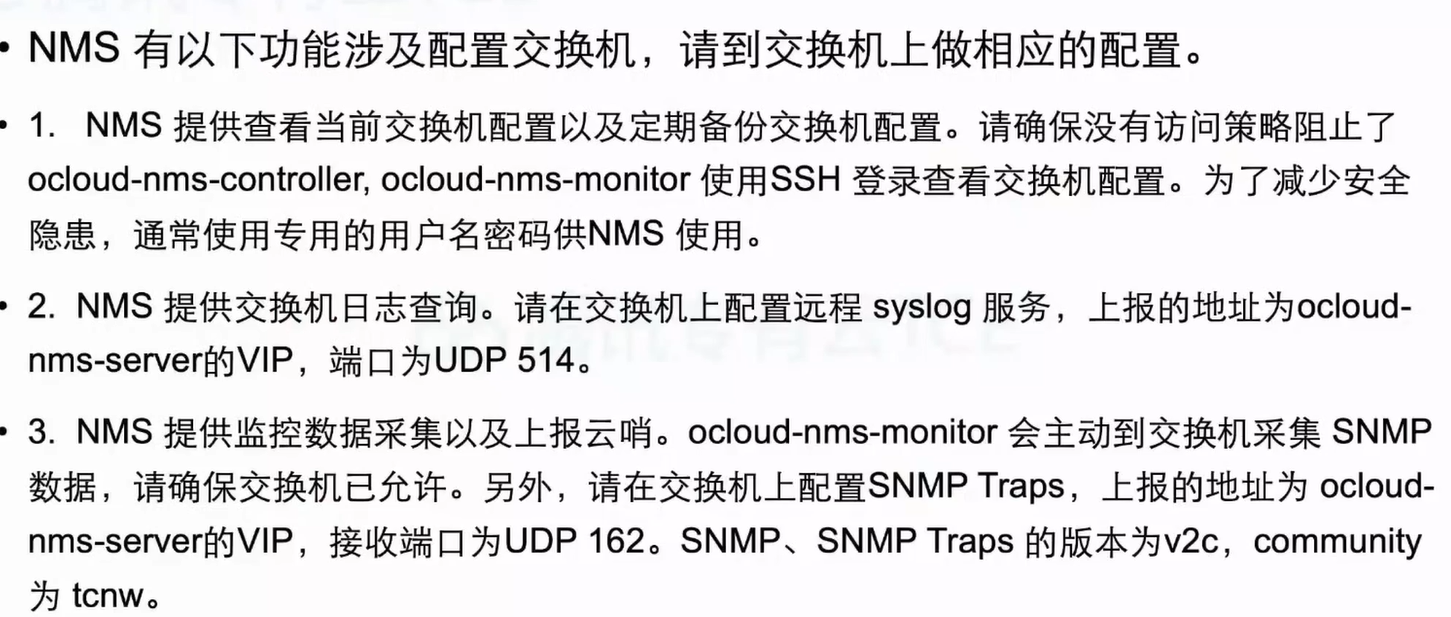 • NMS 有以下功能涉及配置交换机，请到交换机上做相应的配置。
• 1. NMS 提供查看当前交换机配置以及定期备份交换机配置。请确保没有访问策略阻止了
ocloud-nms-controller, ocloud-nms-monitor 使用SSH 登录查看交换机配置。为了减少安全
隐患，通常使用专用的用户名密码供NMS 使用。
• 2. NMS 提供交换机日志查询。请在交换机上配置远程 syslog 服务，上报的地址为ocloud-
nms-server的VIP，端口为UDP 514。
• 3. NMS 提供监控数据采集以及上报云哨。ocloud-nms-monitor 会主动到交换机采集 SNMP
数据，请确保交换机已允许。另外，请在交换机上配置SNMP Traps，上报的地址为 ocloud-
nms-server的VIP，接收端口为UDP 162。SNMP、SNMP Traps 的版本为v2c，community
为 tcnw。